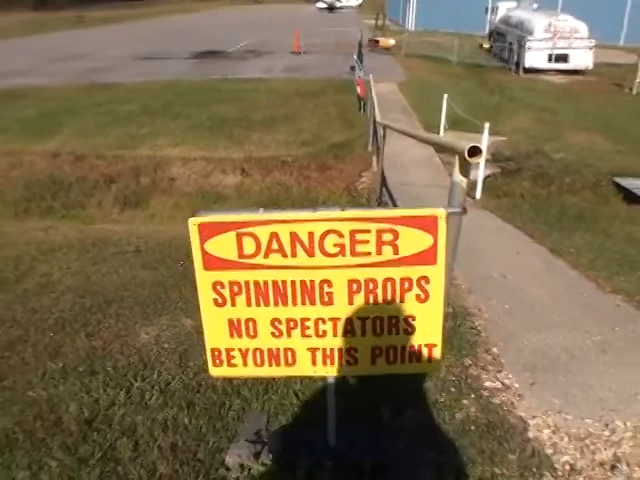 DANGER
SPINNING PROPS
NO SPECTATORS
BEYOND THIS POINT